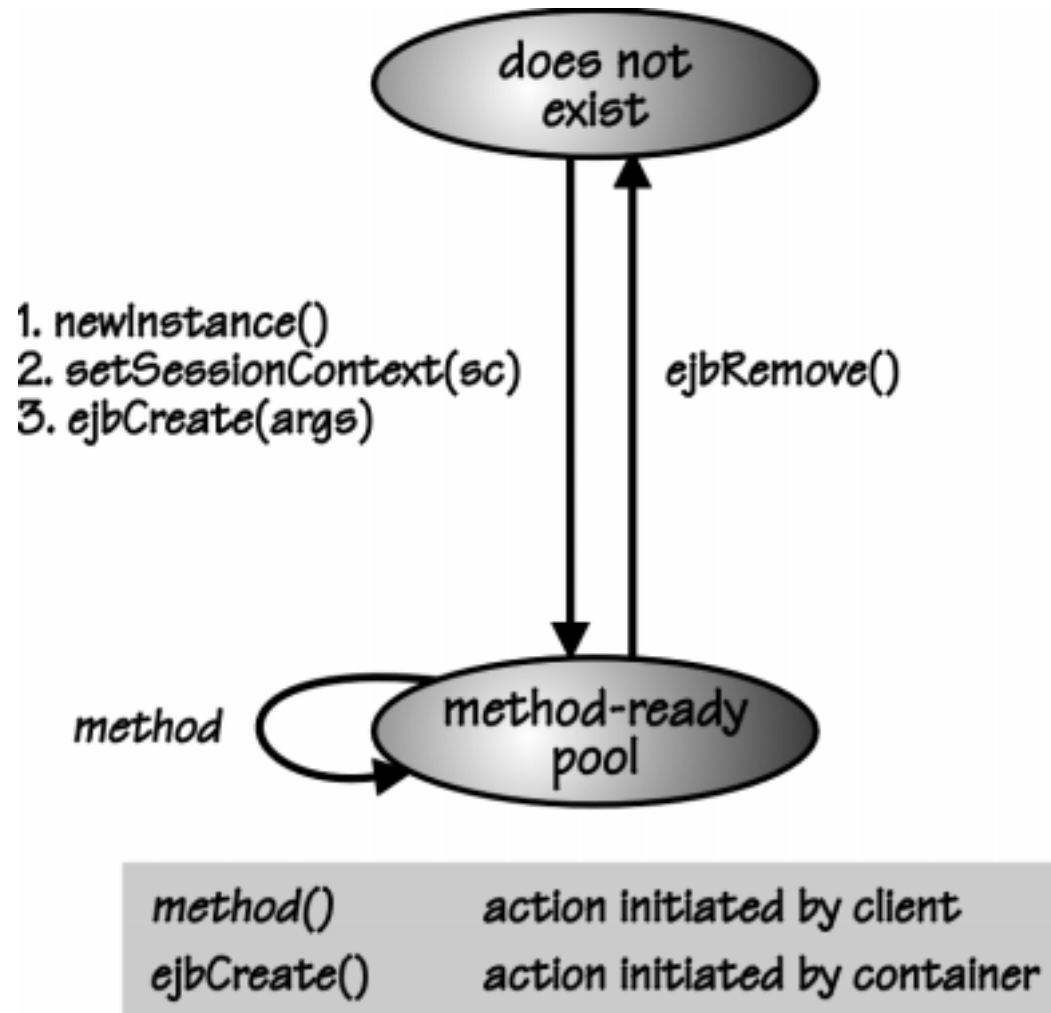 does not
exist
1. newInstance()
2. setSessionContext(sc)
3. ejbCreate(args)
ejbRemove()
method
method-ready
pool
method() action initiated by client
ejbCreate() action initiated by container